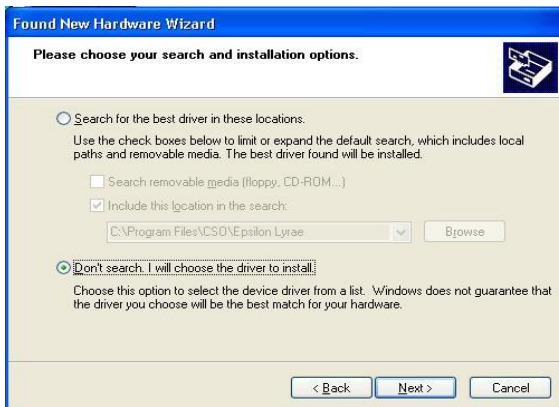 Found New Hardware Wizard
Please choose your search and installation options.
Search for the best driver in these locations.
Use the check boxes below to limit or expand the default search, which includes local
paths and removable media. The best driver found will be installed.
Search removable media (floppy, CD-ROM...)
Include this location in the search:
C:\Program Files\CSO\Epsilon Lyrae
Browse
Don't search. I will choose the driver to install.
Choose this option to select the device driver from a list. Windows does not guarantee that
the driver you choose will be the best match for your hardware.
< Back
Next >
Cancel